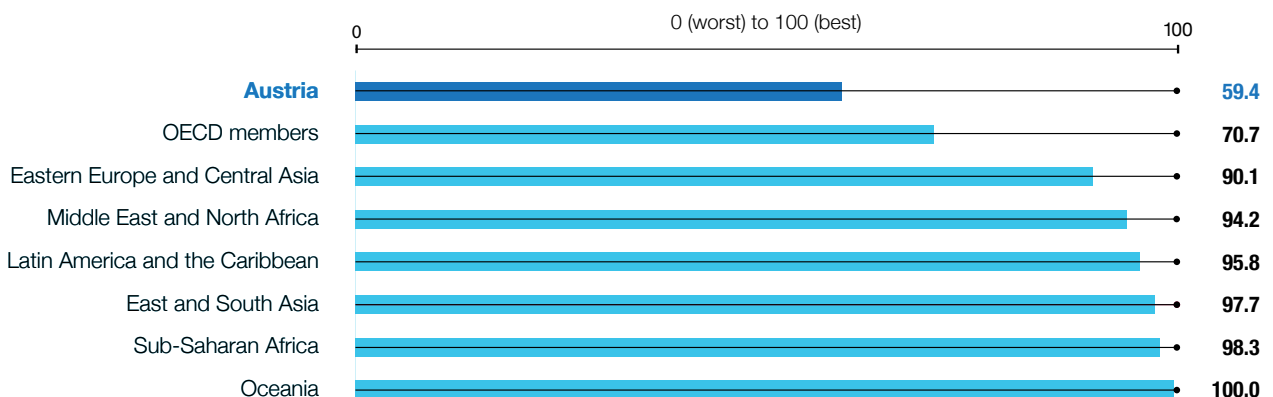 0 (worst) to 100 (best)
0 100
Austria 59.4
OECD members 70.7
Eastern Europe and Central Asia 90.1
Middle East and North Africa 94.2
Latin America and the Caribbean 95.8
East and South Asia 97.7
Sub-Saharan Africa 98.3
Oceania 100.0